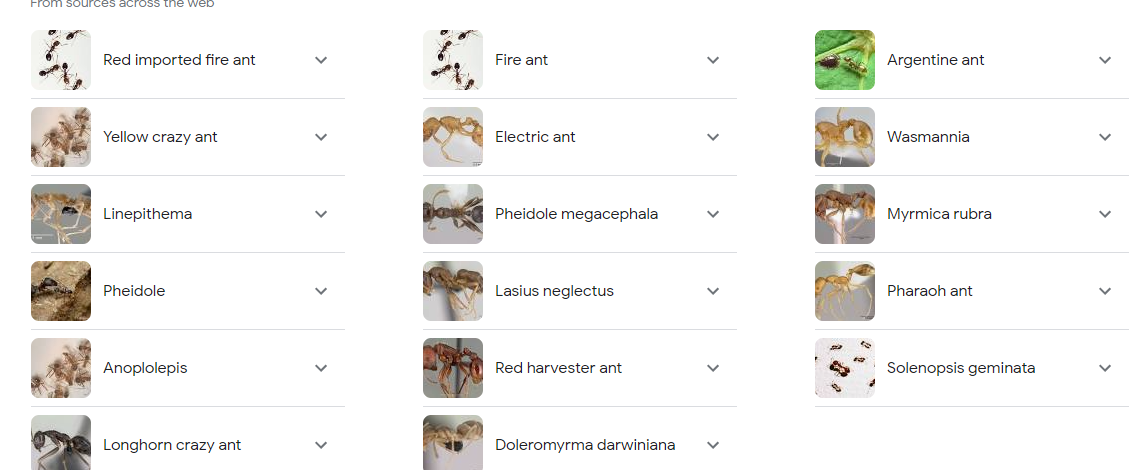 From sources across the web
Red imported fire ant
Fire ant
Argentine ant
Yellow crazy ant
Electric ant
Wasmannia
Linepithema
Pheidole megacephala
Myrmica rubra
Pheidole
Lasius neglectus
Pharaoh ant
Anoplolepis
Red harvester ant
Solenopsis geminata
Longhorn crazy ant
Doleromyrma darwiniana